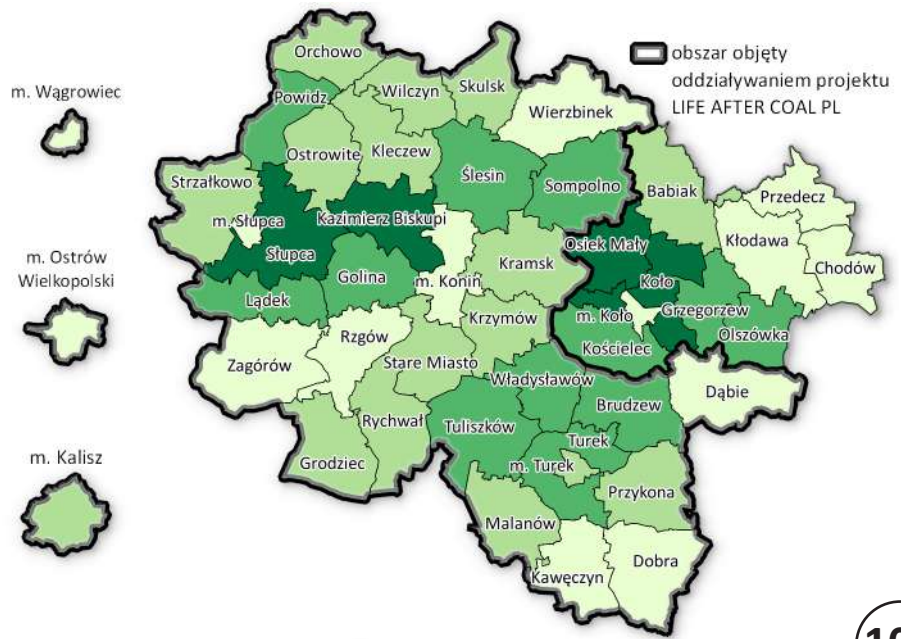 Orchowo
obszar objęty
oddziaływaniem projektu
LIFE AFTER COAL PL
m. Wągrowiec
Powidz
Wilczyn
Skulsk
Wierzbinek
Ostrowite
Kleczew
Ślesin
Sompolno
Babiak
Przedecz
Strzałkowo
m. Słupca
Kazimierz Biskupi
Osiek Mały
Kłodawa
Słupca
Kramsk
Chodów
m. Ostrów
Wielkopolski
Golina
m. Konin
Koło
Lądek
Grzegorzew
Krzymów
m. Koło
Olszówka
Rzgów
Kościelec
Zagórów
Stare Miasto
Władysławów
Dąbie
Brudzew
Rychwał
Tuliszków
Turek
m. Kalisz
Grodziec
m. Turek
Przykona
Malanów
Dobra
Kawęczyn